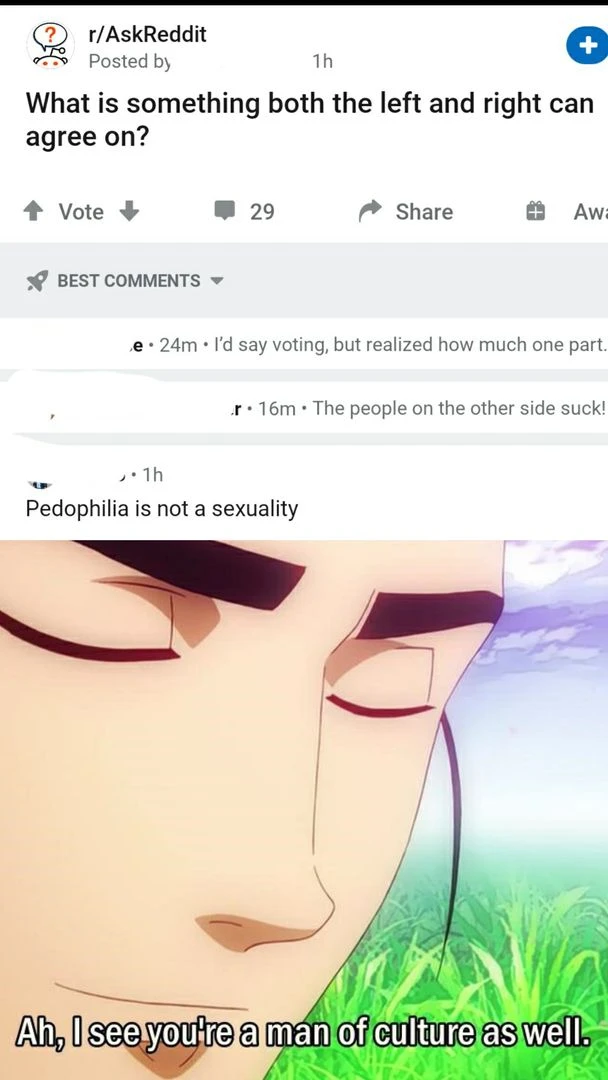 r/AskReddit
Posted by 1h
What is something both the left and right can
agree on?
Vote 29 Share Awa
BEST COMMENTS
e • 24m • I'd say voting, but realized how much one part.
r • 16m • The people on the other side suck!
• 1h
Pedophilia is not a sexuality
Ah, I see you're a man of culture as well.